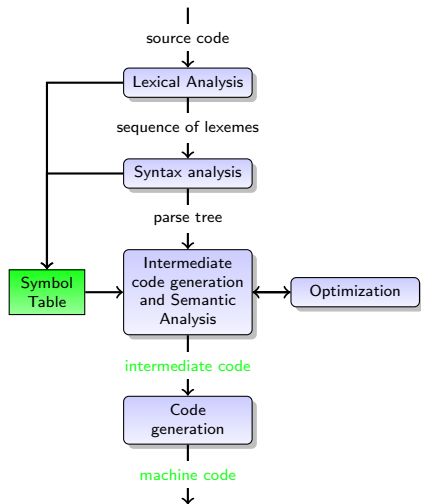 source code
Lexical Analysis
sequence of lexemes
Syntax analysis
parse tree
Symbol
Table
Intermediate
code generation
and Semantic
Analysis
Optimization
intermediate code
Code
generation
machine code